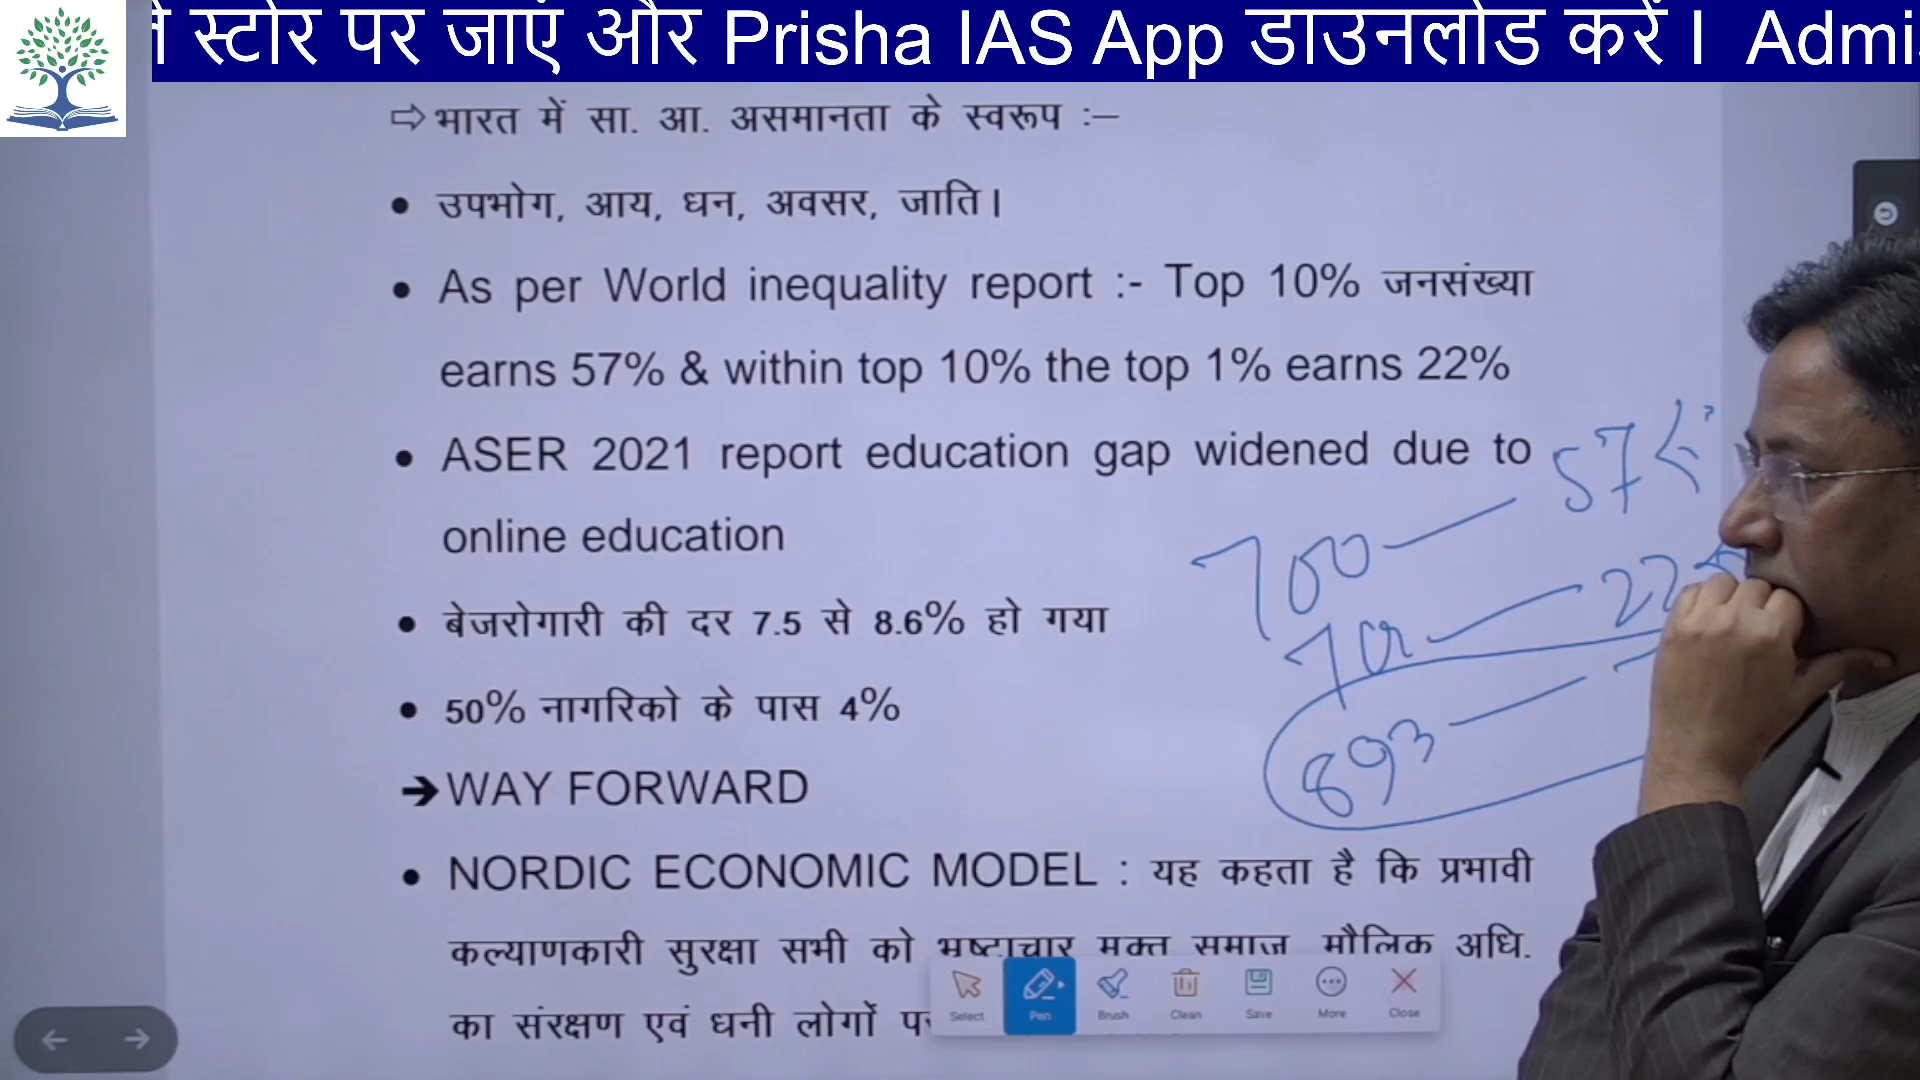 स्टोर पर जाएं और Prisha IAS App डाउनलोड करें।
⇨ भारत में सा. आ. असमानता के स्वरूप :–
• उपभोग, आय, धन, अवसर, जाति।
• As per World inequality report :- Top 10% जनसंख्या
earns 57% & within top 10% the top 1% earns 22%
• ASER 2021 report education gap widened due to
online education
• बेजरोगारी की दर 7.5 से 8.6% हो गया
• 50% नागरिको के पास 4%
➔ WAY FORWARD
• NORDIC ECONOMIC MODEL : यह कहता है कि प्रभावी
कल्याणकारी सुरक्षा सभी को भ्रष्टाचार मुक्त समाज मौलिक अधि.
का संरक्षण एवं धनी लोगों
57
700
22
893
Select Pen Brush Clean Save More Close